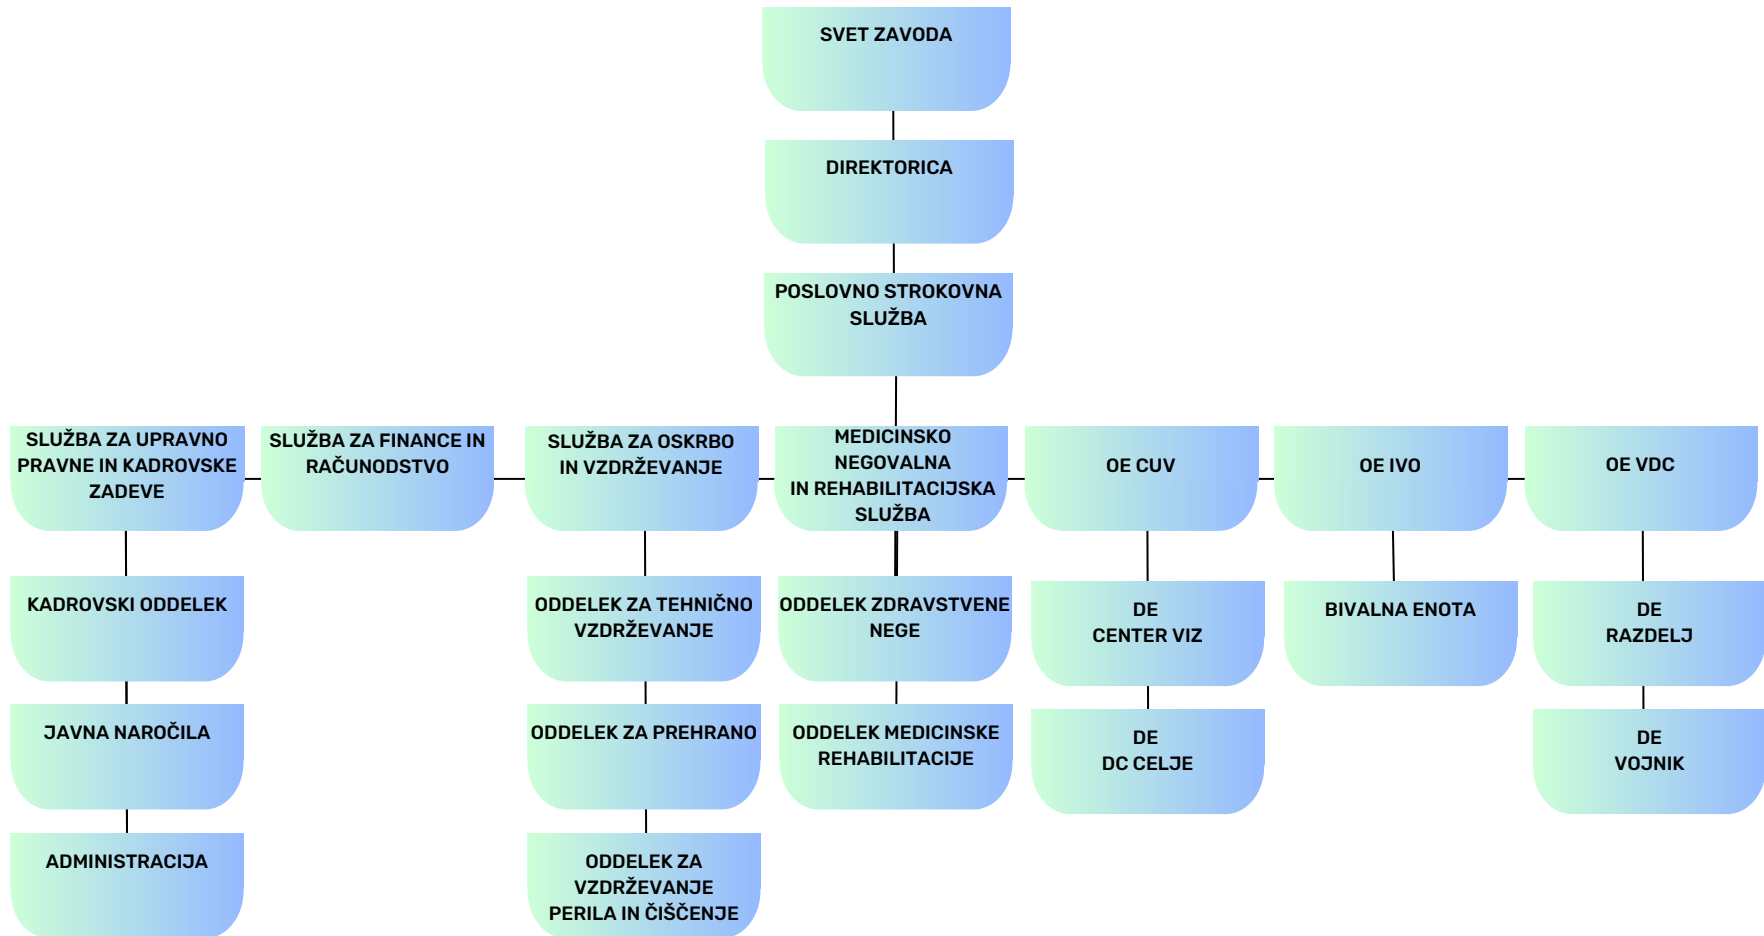 SVET ZAVODA
DIREKTORICA
POSLOVNO STROKOVNA
SLUŽBA
SLUŽBA ZA UPRAVNO
PRAVNE IN KADROVSKE
ZADEVE
SLUŽBA ZA FINANCE IN
RAČUNODSTVO
SLUŽBA ZA OSKRBO
IN VZDRŽEVANJE
MEDICINSKO
NEGOVALNA
IN REHABILITACIJSKA
SLUŽBA
OE CUV
OE IVO
OE VDC
KADROVSKI ODDELEK
ODDELEK ZA TEHNIČNO
VZDRŽEVANJE
ODDELEK ZDRAVSTVENE
NEGE
DE
CENTER VIZ
BIVALNA ENOTA
DE
RAZDELJ
JAVNA NAROČILA
ODDELEK ZA PREHRANO
ODDELEK MEDICINSKE
REHABILITACIJE
DE
DC CELJE
DE
VOJNIK
ADMINISTRACIJA
ODDELEK ZA
VZDRŽEVANJE
PERILA IN ČIŠČENJE